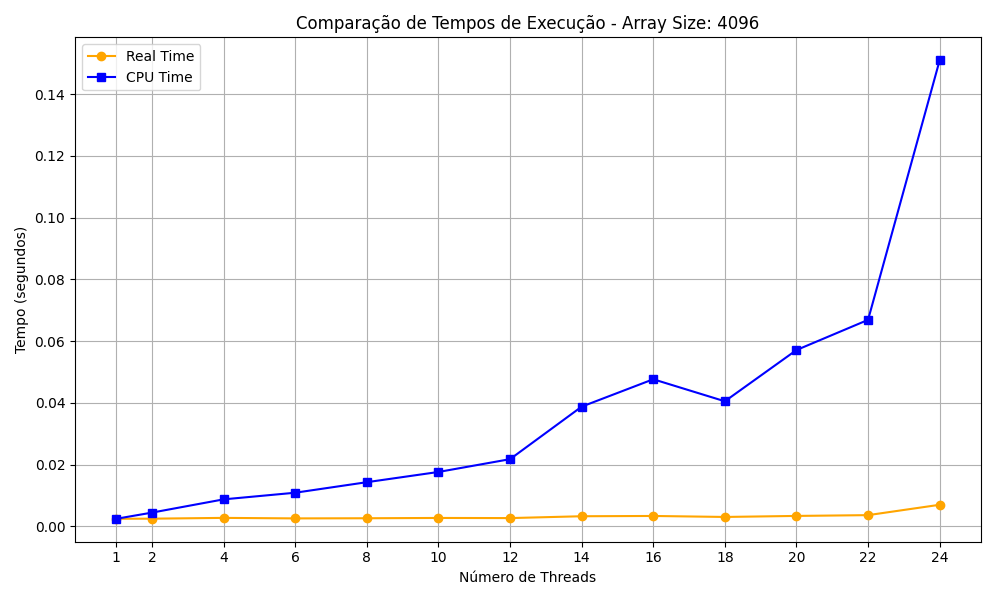 Comparação de Tempos de Execução - Array Size: 4096
Real Time
CPU Time
0.14
0.12
0.10
0.08
0.06
0.04
0.02
0.00
Tempo (segundos)
1 2 4 6 8 10 12 14 16 18 20 22 24
Número de Threads